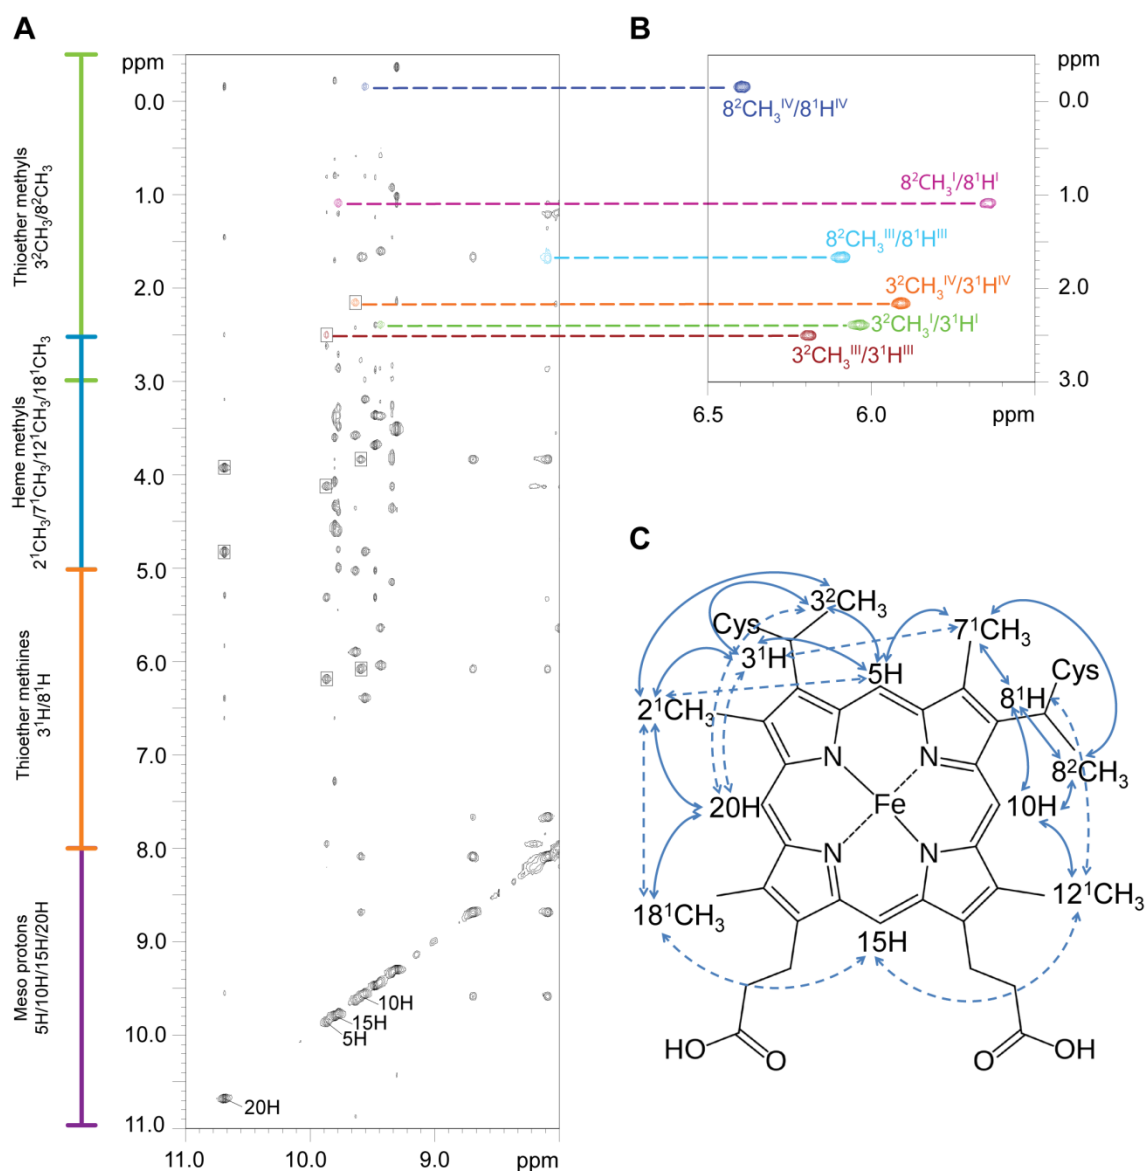 A
B
ppm
0.0
1.0
2.0
3.0
4.0
5.0
6.0
7.0
8.0
9.0
10.0
11.0
Thioether methyls
3²CH₃/8²CH₃
Heme methyls
2¹CH₃/7¹CH₃/12¹CH₃/18¹CH₃
Thioether methines
3¹H/8¹H
Meso protons
5H/10H/15H/20H
10H
15H
5H
20H
11.0 10.0 9.0 ppm
ppm
0.0
1.0
2.0
3.0
8²CH₃ᴵⱽ/8¹Hᴵⱽ
8²CH₃ᴵ/8¹Hᴵ
8²CH₃ᴵᴵᴵ/8¹Hᴵᴵᴵ
3²CH₃ᴵⱽ/3¹Hᴵⱽ
3²CH₃ᴵ/3¹Hᴵ
3²CH₃ᴵᴵᴵ/3¹Hᴵᴵᴵ
6.5 6.0 ppm
C
3²CH₃
Cys
3¹H
7¹CH₃
5H
Cys
8¹H
2¹CH₃
N N
8²CH₃
20H Fe 10H
N N
18¹CH₃
12¹CH₃
15H
HO O
O OH